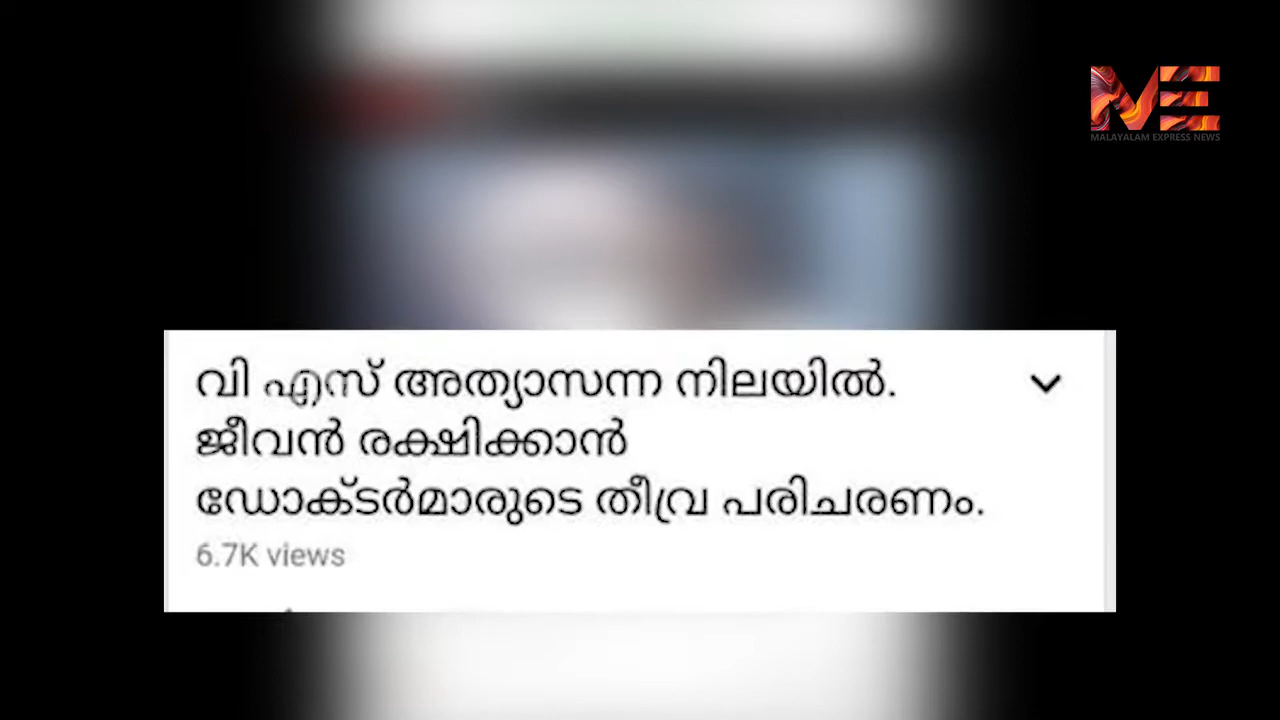 MALAYALAM EXPRESS NEWS
വി എസ് അത്യാസന്ന നിലയിൽ.
ജീവൻ രക്ഷിക്കാൻ
ഡോക്ടർമാരുടെ തീവ്ര പരിചരണം.
6.7K views